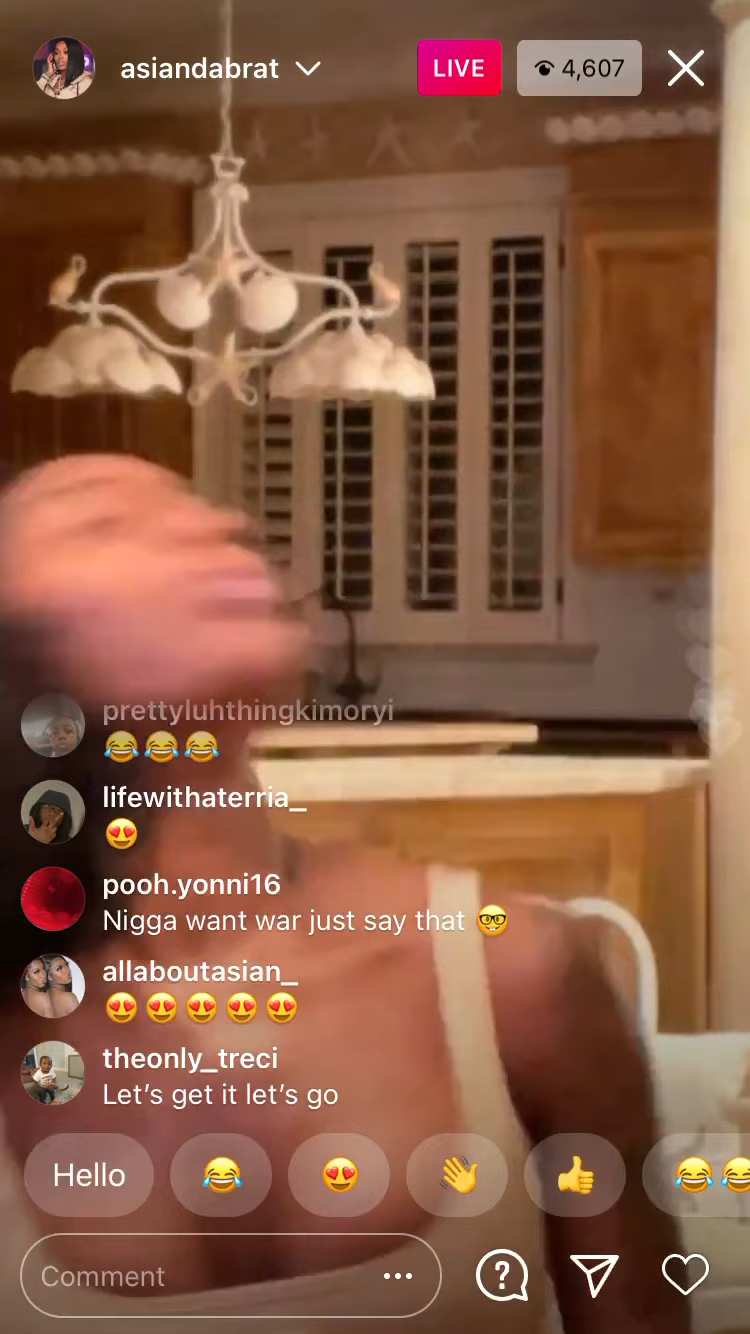 asiandabrat
LIVE
4,607
prettyluhthingkimoryi
😂😂😂
lifewithaterria_
😍
pooh.yonni16
Nigga want war just say that 🤓
allaboutasian_
😍😍😍😍😍
theonly_treci
Let’s get it let’s go
Hello 😂 😍 👋 👍 😂😂
Comment